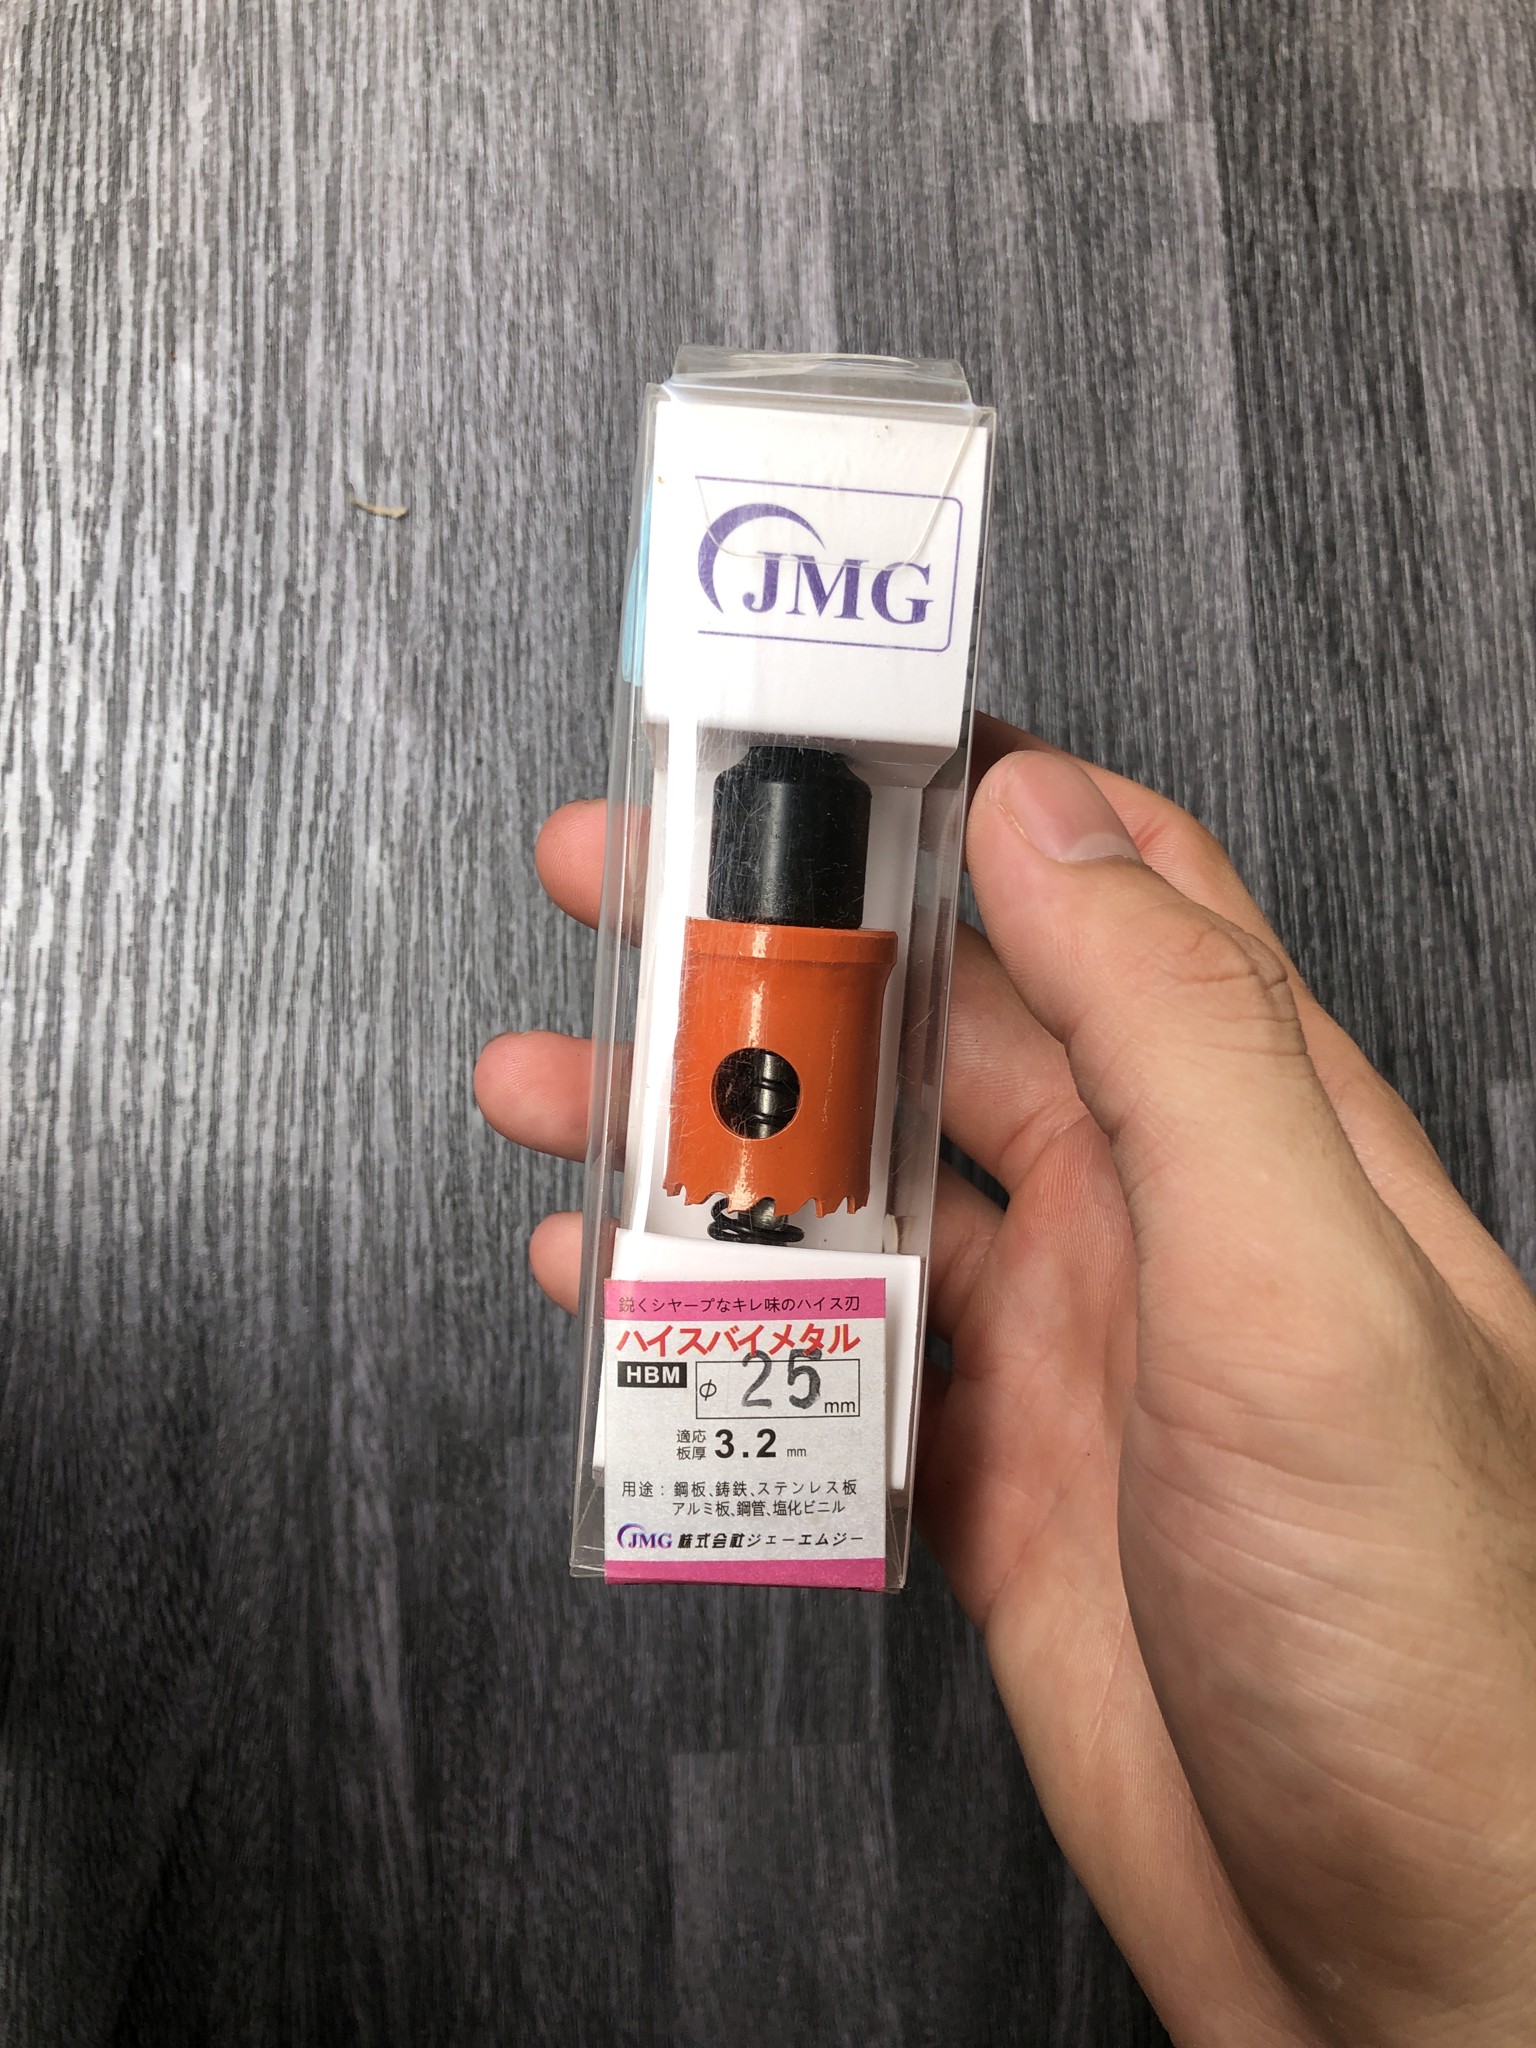 JMG
鋭くシャープなキレ味のハイス刃
ハイスバイメタル
HBM φ 25 mm
適応板厚 3.2 mm
用途：鋼板、鋳鉄、ステンレス板
アルミ板、鋼管、塩化ビニル
JMG 株式会社ジェーエムジー